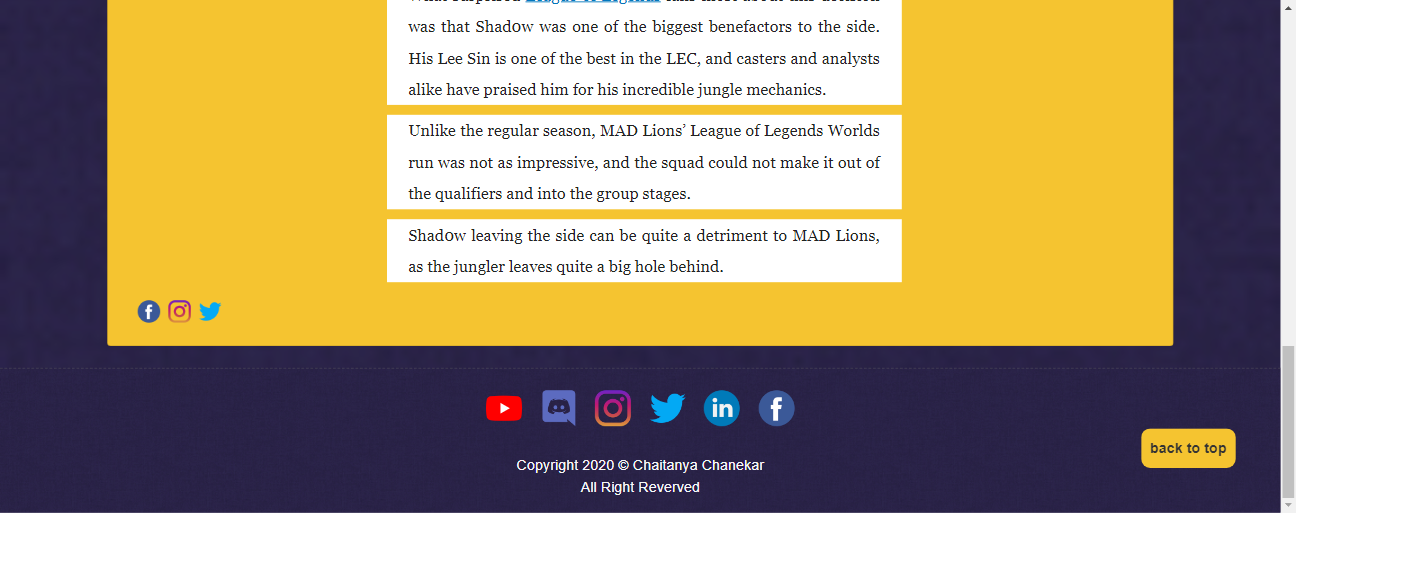 was that Shadow was one of the biggest benefactors to the side.
His Lee Sin is one of the best in the LEC, and casters and analysts
alike have praised him for his incredible jungle mechanics.
Unlike the regular season, MAD Lions’ League of Legends Worlds
run was not as impressive, and the squad could not make it out of
the qualifiers and into the group stages.
Shad0w leaving the side can be quite a detriment to MAD Lions,
as the jungler leaves quite a big hole behind.
back to top
Copyright 2020 © Chaitanya Chanekar
All Right Reverved